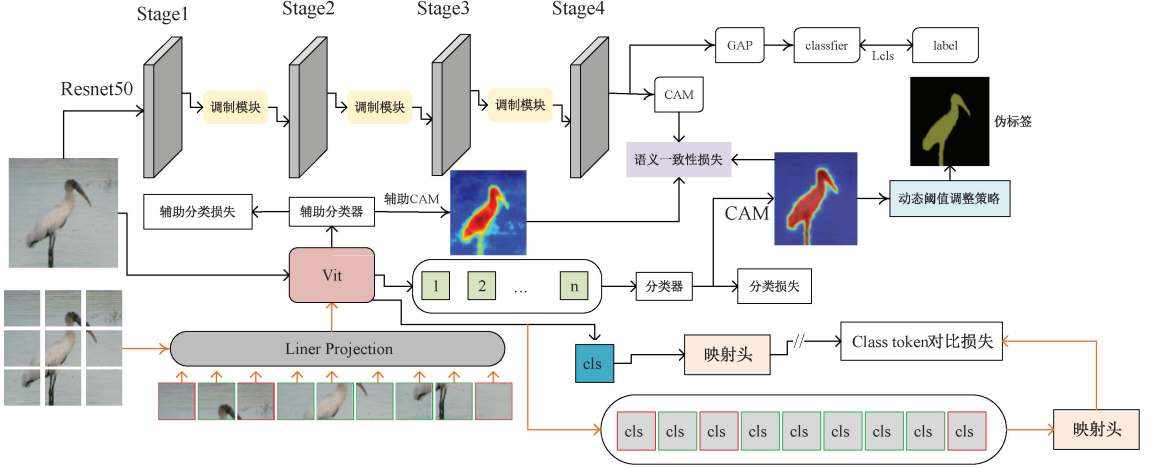 Stage1
Stage2
Stage3
Stage4
Resnet50
调制模块
调制模块
调制模块
GAP
classfier
label
Lcls
CAM
伪标签
语义一致性损失
辅助分类损失
辅助分类器
辅助CAM
CAM
动态阈值调整策略
Vit
1
2
...
n
分类器
分类损失
Liner Projection
cls
映射头
//
Class token对比损失
cls
cls
cls
cls
cls
cls
cls
cls
cls
映射头